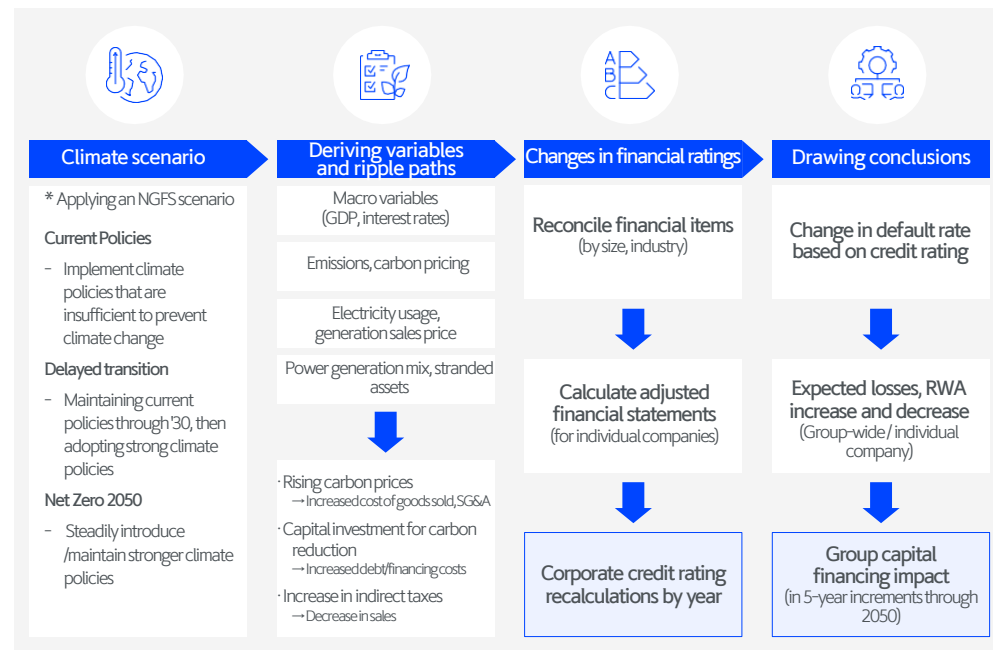 A
B
C
Climate scenario
* Applying an NGFS scenario
Current Policies
- Implement climate
policies that are
insufficient to prevent
climate change
Delayed transition
- Maintaining current
policies through '30, then
adopting strong climate
policies
Net Zero 2050
- Steadily introduce
/maintain stronger climate
policies
Deriving variables
and ripple paths
Macro variables
(GDP, interest rates)
Emissions, carbon pricing
Electricity usage,
generation sales price
Power generation mix, stranded
assets
· Rising carbon prices
→ Increased cost of goods sold, SG&A
· Capital investment for carbon
reduction
→ Increased debt/financing costs
· Increase in indirect taxes
→ Decrease in sales
Changes in financial ratings
Reconcile financial items
(by size, industry)
Calculate adjusted
financial statements
(for individual companies)
Corporate credit rating
recalculations by year
Drawing conclusions
Change in default rate
based on credit rating
Expected losses, RWA
increase and decrease
(Group-wide / individual
company)
Group capital
financing impact
(in 5-year increments through
2050)